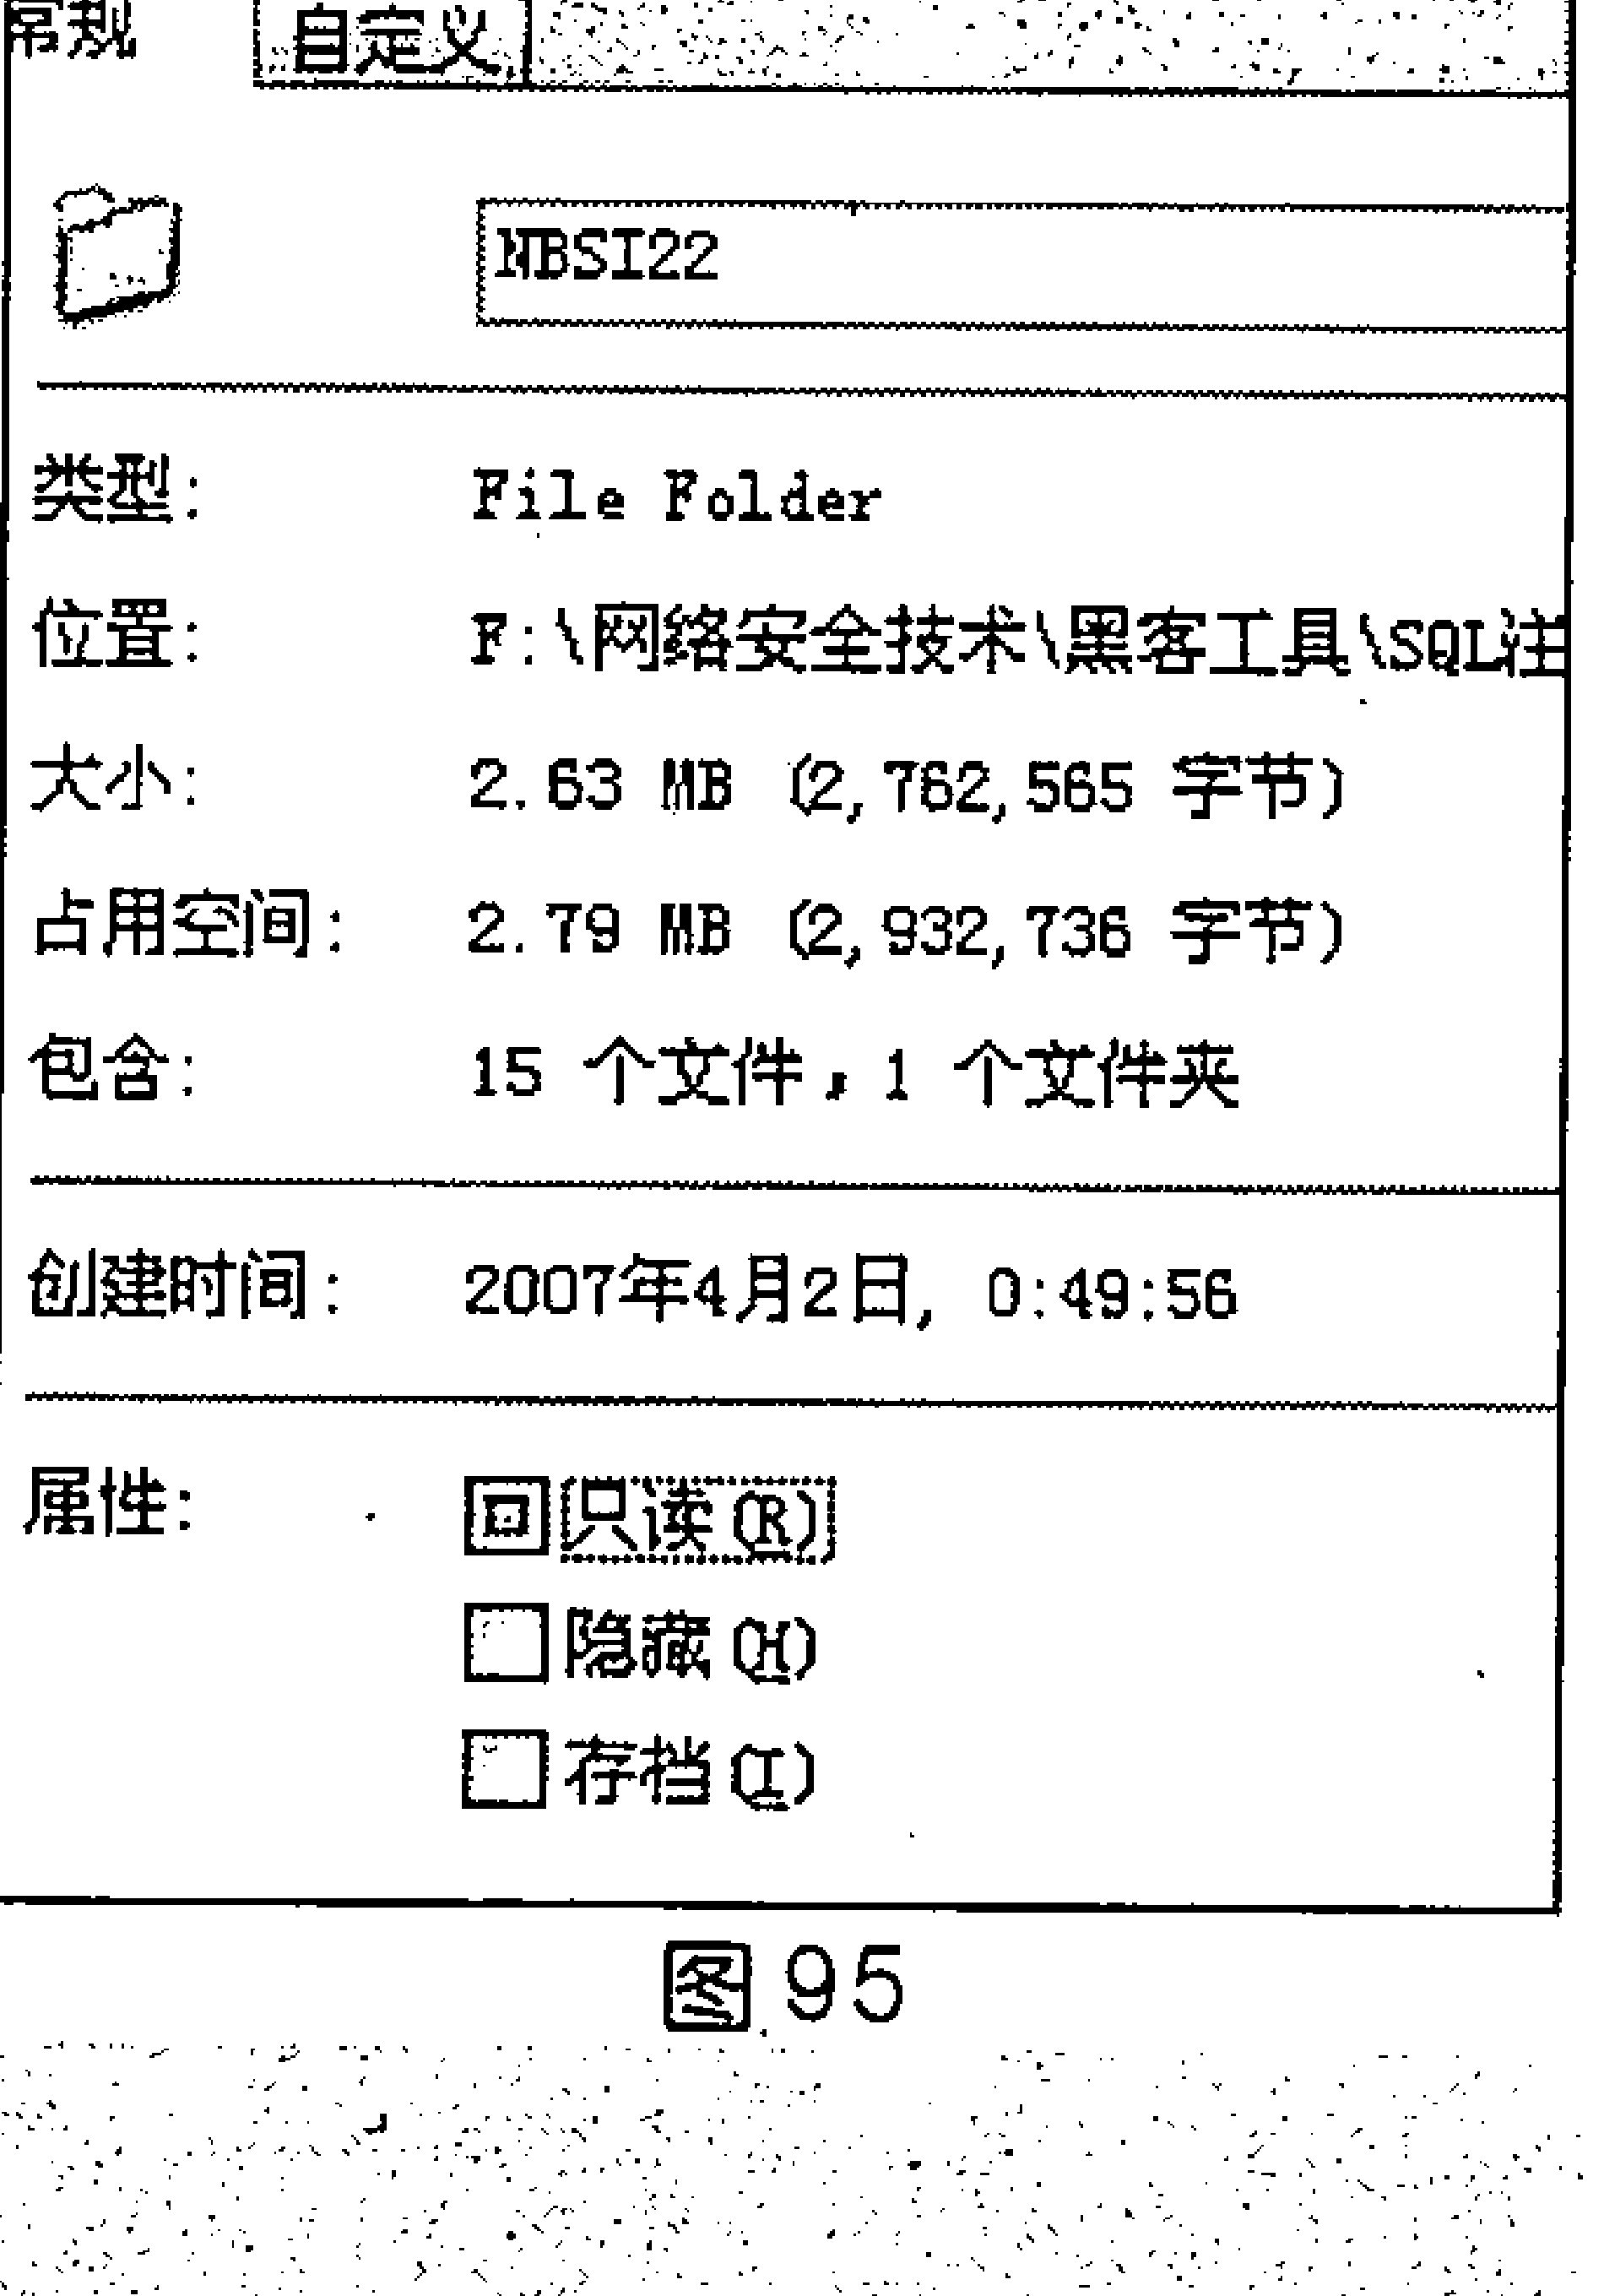 常规 自定义
NBSI22
类型: File Folder
位置: F:\网络安全技术\黑客工具\SQL注
大小: 2.63 MB (2,762,565 字节)
占用空间: 2.79 MB (2,932,736 字节)
包含: 15 个文件，1 个文件夹
创建时间: 2007年4月2日, 0:49:56
属性: 只读(R)
隐藏(H)
存档(I)
图 95